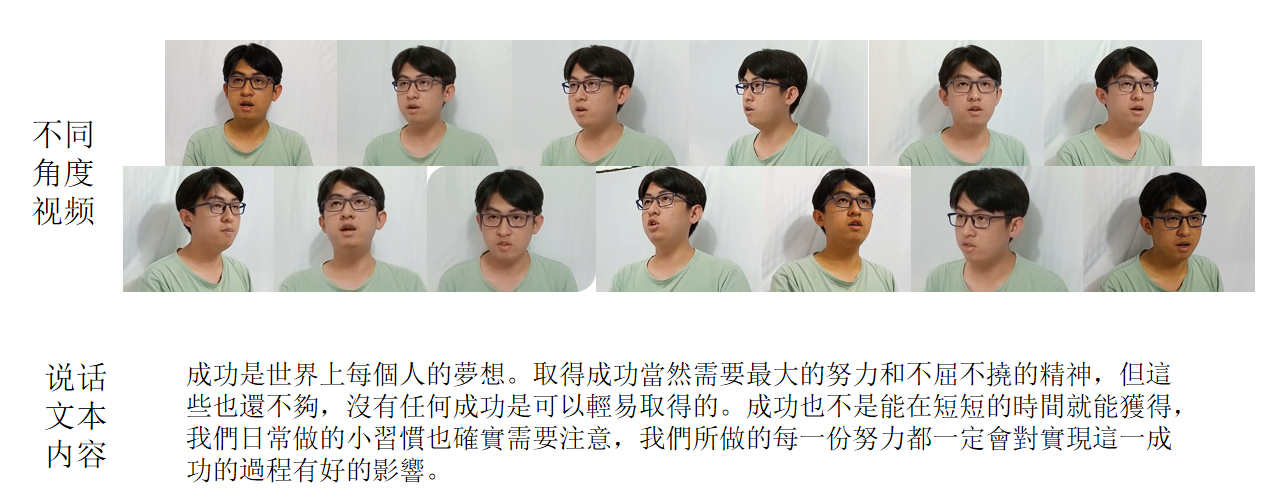 不同
角度
视频
说话
文本
内容
成功是世界上每個人的夢想。取得成功當然需要最大的努力和不屈不撓的精神，但這
些也還不夠，沒有任何成功是可以輕易取得的。成功也不是能在短短的時間就能獲得，
我們日常做的小習慣也確實需要注意，我們所做的每一份努力都一定會對實現這一成
功的過程有好的影響。